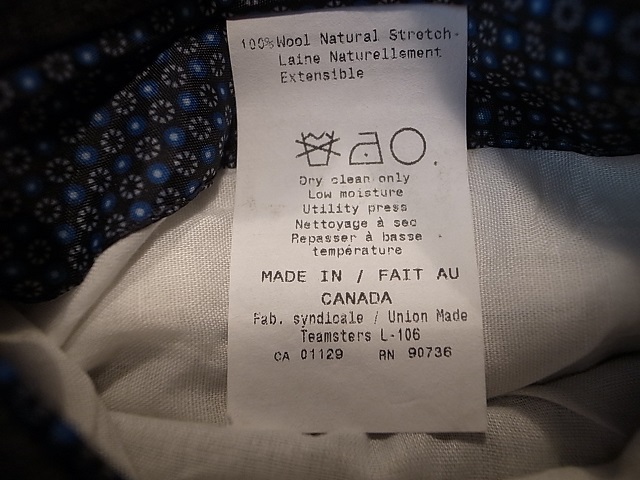 100% Wool Natural Stretch
Laine Naturellement
Extensible
Dry clean only
Low moisture
Utility press
Nettoyage à sec
Repasser à basse
température
MADE IN / FAIT AU
CANADA
Fab. syndicale / Union Made
Teamsters L-106
CA 01129 RN 90736